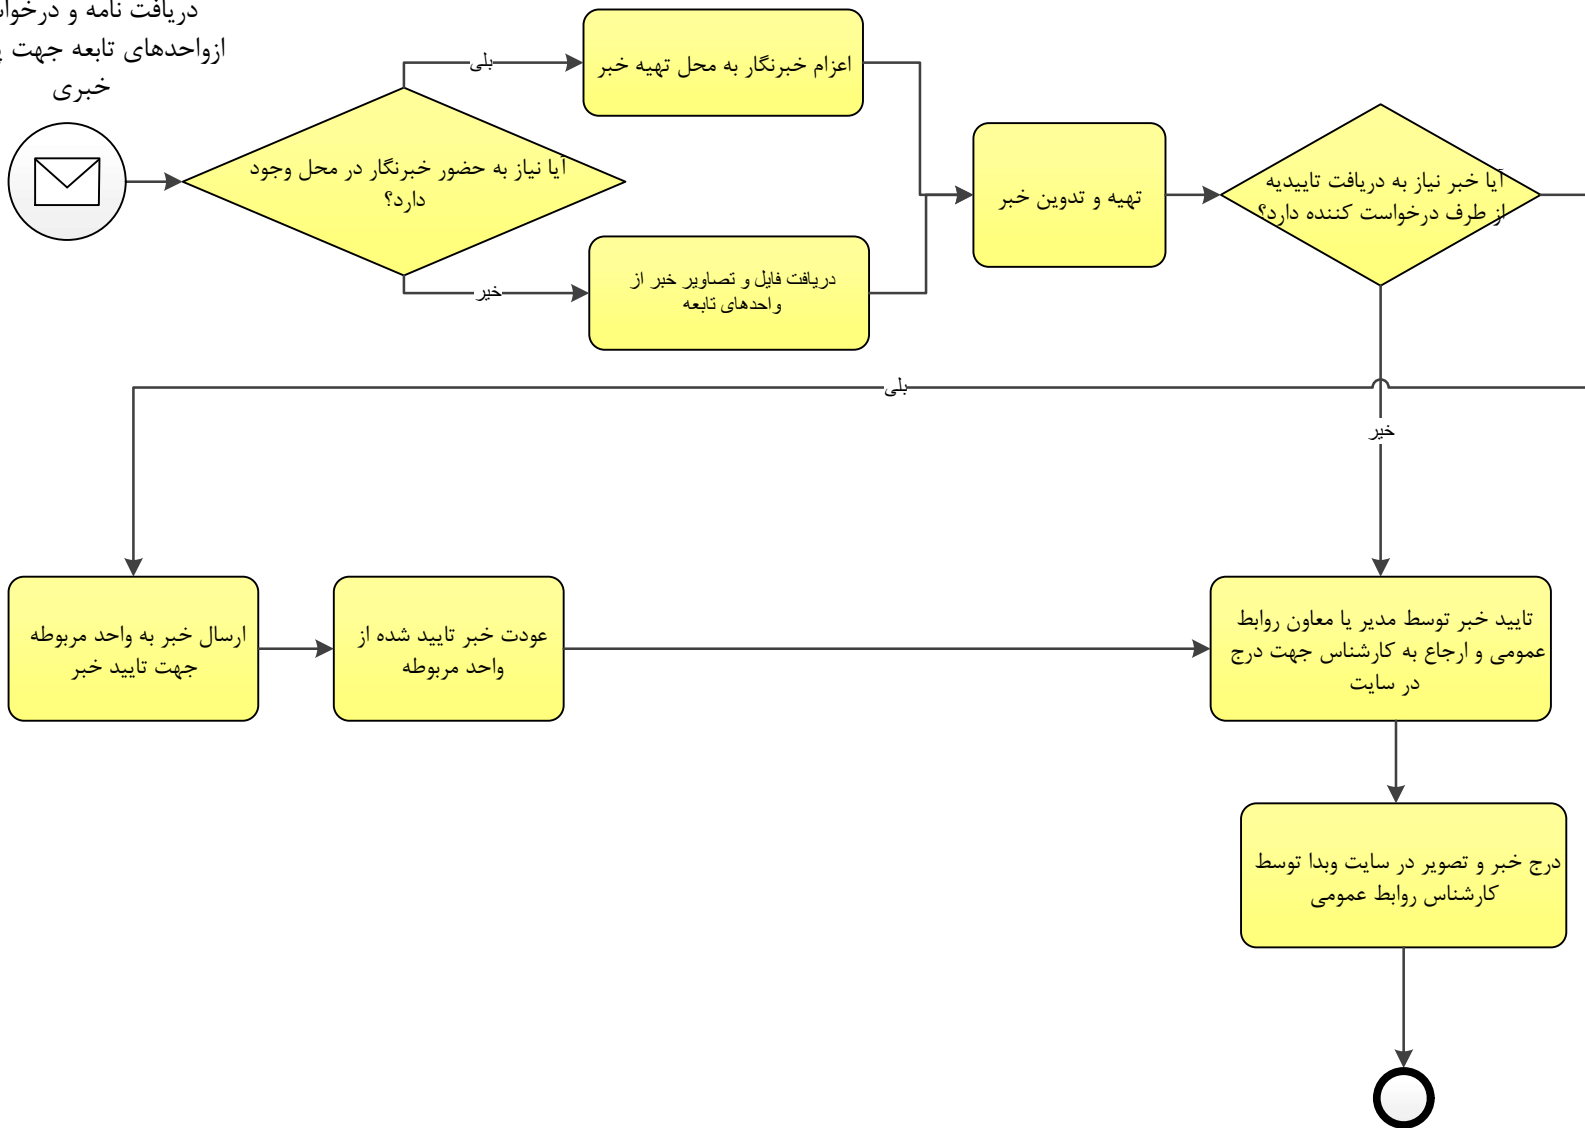 دریافت نامه و
ازواحدهای تابعه جهت
خبری
بلی
اعزام خبرنگار به محل تهیه خبر
آیا نیاز به حضور خبرنگار در محل وجود
دارد؟
خیر
دریافت فایل و تصاویر خبر از
واحدهای تابعه
تهیه و تدوین خبر
آیا خبر نیاز به دریافت تاییدیه
از طرف درخواست کننده دارد؟
بلی
خیر
ارسال خبر به واحد مربوطه
جهت تایید خبر
عودت خبر تایید شده از
واحد مربوطه
تایید خبر توسط مدیر یا معاون روابط
عمومی و ارجاع به کارشناس جهت درج
در سایت
درج خبر و تصویر در سایت وبدا توسط
کارشناس روابط عمومی